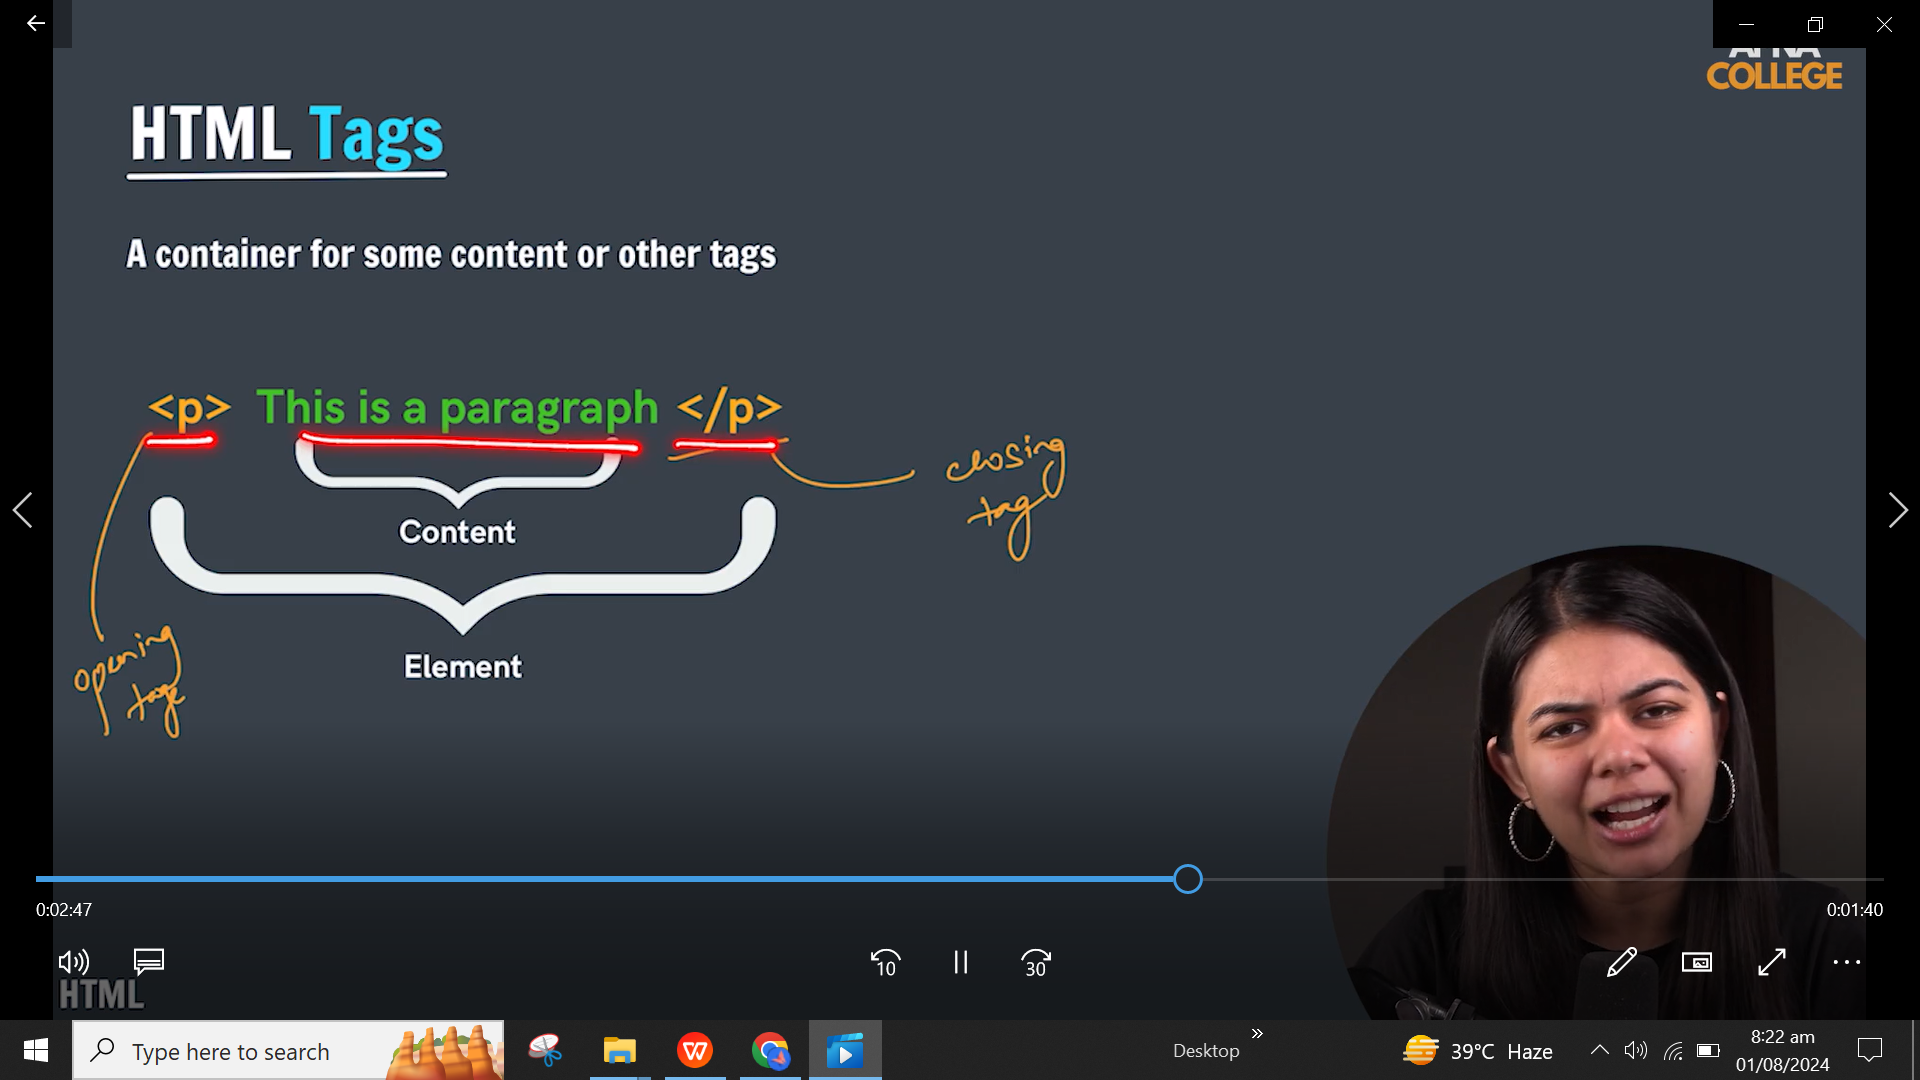 COLLEGE
HTML Tags
A container for some content or other tags
<p> This is a paragraph </p>
closing
tag
Content
Element
opening
tage
0:02:47
0:01:40
10
30
HTML
Type here to search
Desktop
39°C Haze
8:22 am
01/08/2024